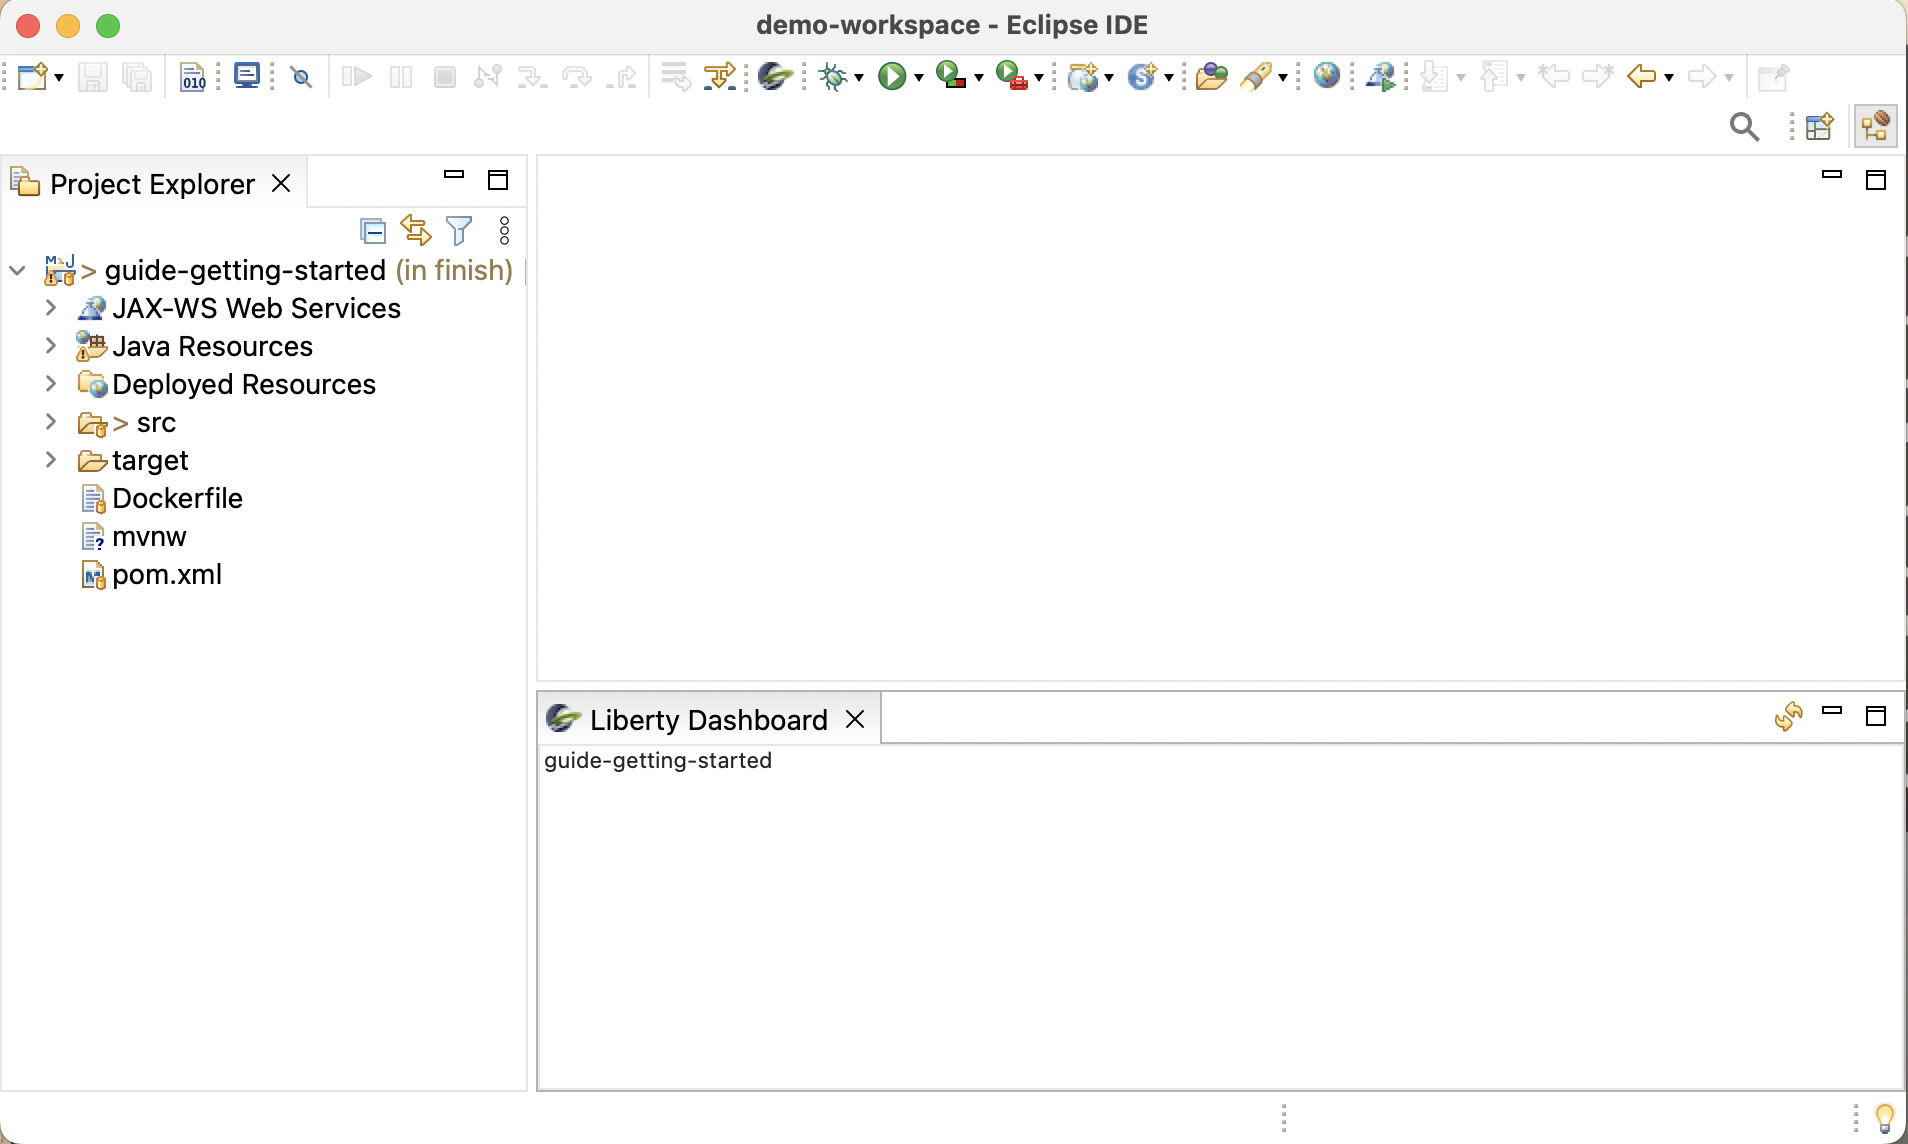 demo-workspace - Eclipse IDE
010
Project Explorer
> guide-getting-started (in finish)
JAX-WS Web Services
Java Resources
Deployed Resources
> src
target
Dockerfile
mvnw
pom.xml
Liberty Dashboard
guide-getting-started